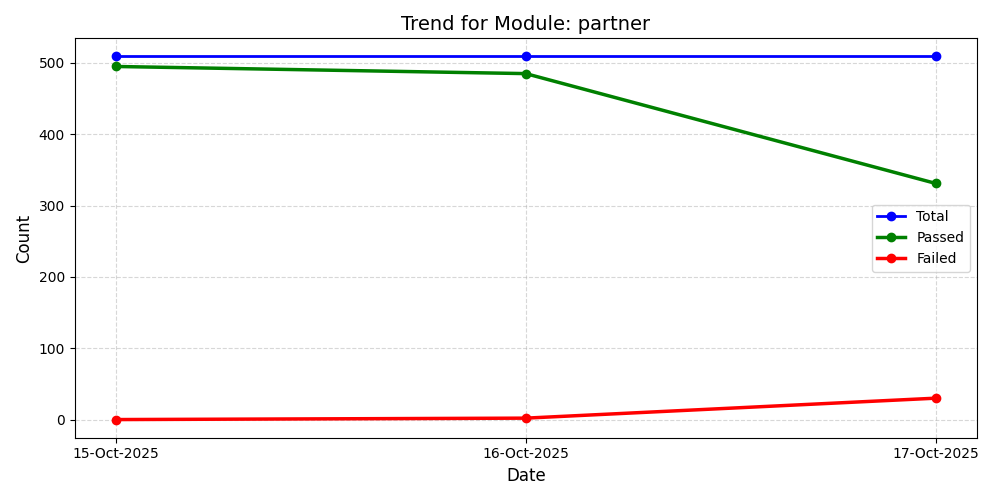 Trend for Module: partner
Count
500
400
300
200
100
0
Total
Passed
Failed
15-Oct-2025
16-Oct-2025
17-Oct-2025
Date